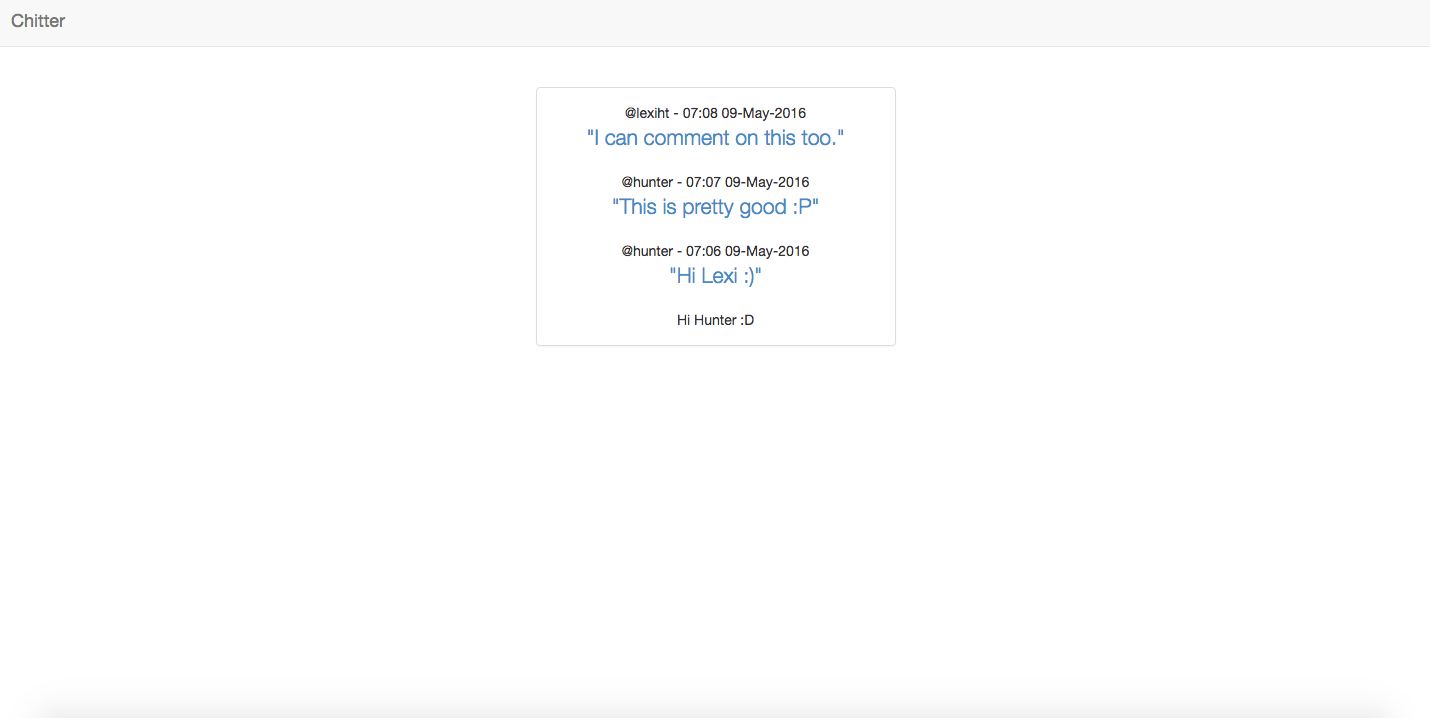 Chitter
@lexiht - 07:08 09-May-2016
"I can comment on this too."
@hunter - 07:07 09-May-2016
"This is pretty good :P"
@hunter - 07:06 09-May-2016
"Hi Lexi :)"
Hi Hunter :D